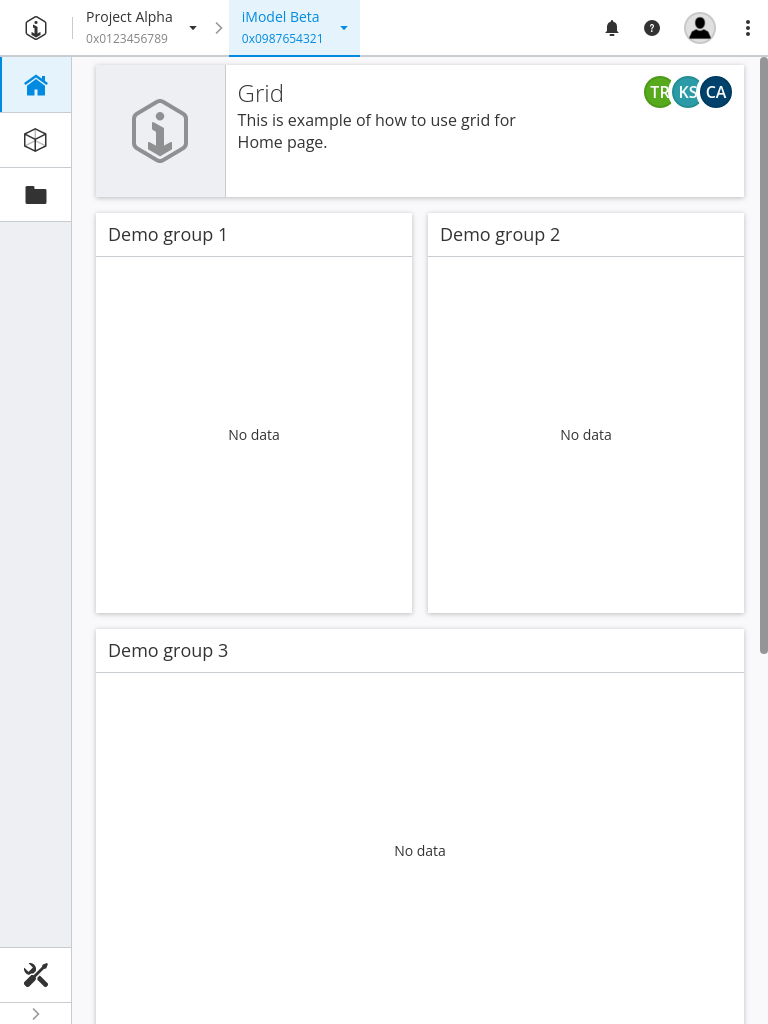 Project Alpha
0x0123456789
iModel Beta
0x0987654321
Grid
This is example of how to use grid for
Home page.
TR
KS
CA
Demo group 1
Demo group 2
No data
No data
Demo group 3
No data